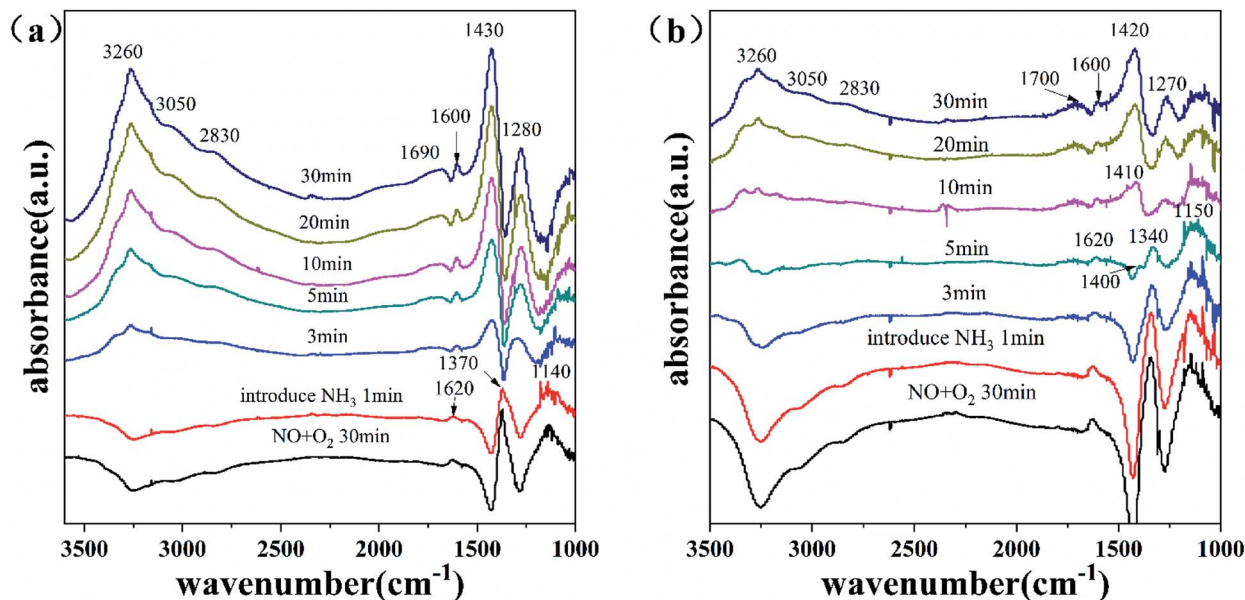 (a)
3260
3050
2830
1690
1600
1430
1280
30min
20min
10min
5min
3min
1370
1620
1140
introduce NH3 1min
NO+O2 30min
absorbance(a.u.)
3500 3000 2500 2000 1500 1000
wavenumber(cm-1)
(b)
3260
3050
2830
1700
1600
1420
1270
30min
20min
10min
1410
1150
5min
1620
1340
1400
3min
introduce NH3 1min
NO+O2 30min
absorbance(a.u.)
3500 3000 2500 2000 1500 1000
wavenumber(cm-1)